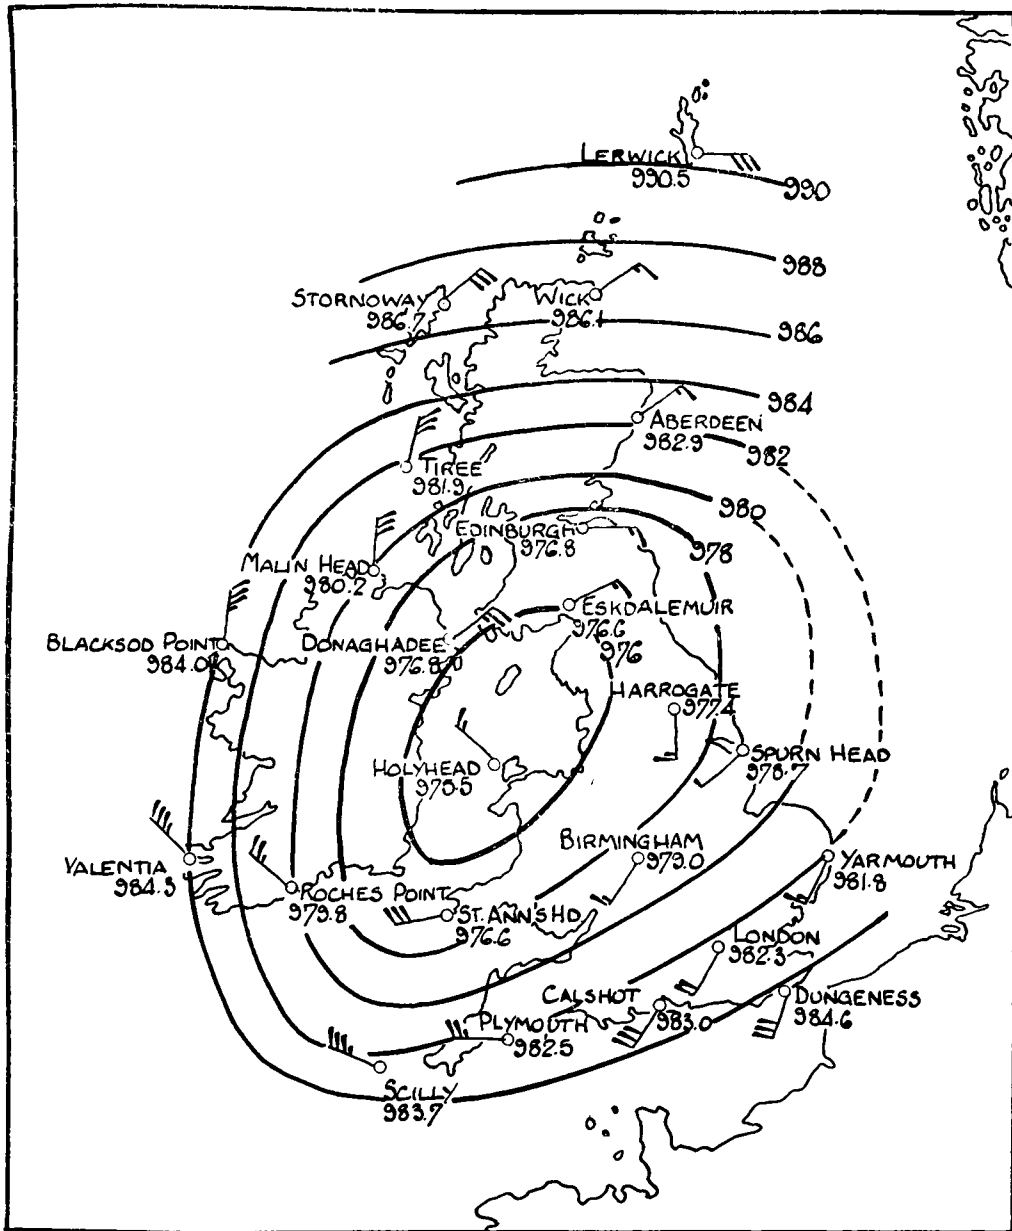 LERWICK
990.5
990
988
STORNOWAY
986.7
WICK
986.1
986
984
ABERDEEN
982.9
982
TIREE
981.9
980
EDINBURGH
976.8
978
MALIN HEAD
980.2
ESKDALEMUIR
976.6
976
BLACKSOD POINT
984.0
DONAGHADEE
976.8
HARROGATE
977.4
SPURN HEAD
978.7
HOLYHEAD
975.5
BIRMINGHAM
979.0
VALENTIA
984.3
YARMOUTH
981.8
ROCHES POINT
979.8
ST. ANN'S HD
976.6
LONDON
982.3
CALSHOT
983.0
DUNGENESS
984.6
PLYMOUTH
982.5
SCILLY
983.7